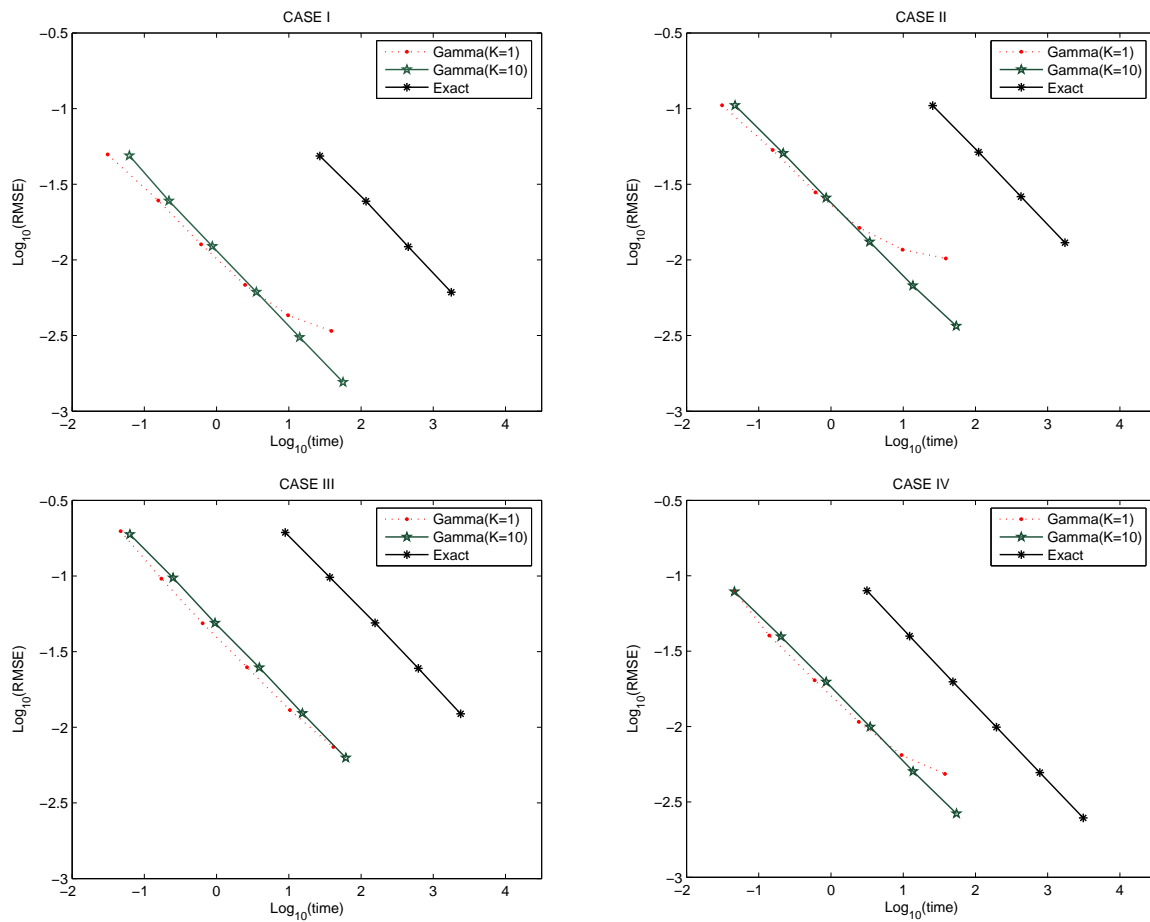 CASE I
−0.5
−1
−1.5
−2
−2.5
−3
Log10(RMSE)
−2 −1 0 1 2 3 4
Log10(time)
Gamma(K=1)
Gamma(K=10)
Exact
CASE II
−0.5
−1
−1.5
−2
−2.5
−3
Log10(RMSE)
−2 −1 0 1 2 3 4
Log10(time)
Gamma(K=1)
Gamma(K=10)
Exact
CASE III
−0.5
−1
−1.5
−2
−2.5
−3
Log10(RMSE)
−2 −1 0 1 2 3 4
Log10(time)
Gamma(K=1)
Gamma(K=10)
Exact
CASE IV
−0.5
−1
−1.5
−2
−2.5
−3
Log10(RMSE)
−2 −1 0 1 2 3 4
Log10(time)
Gamma(K=1)
Gamma(K=10)
Exact